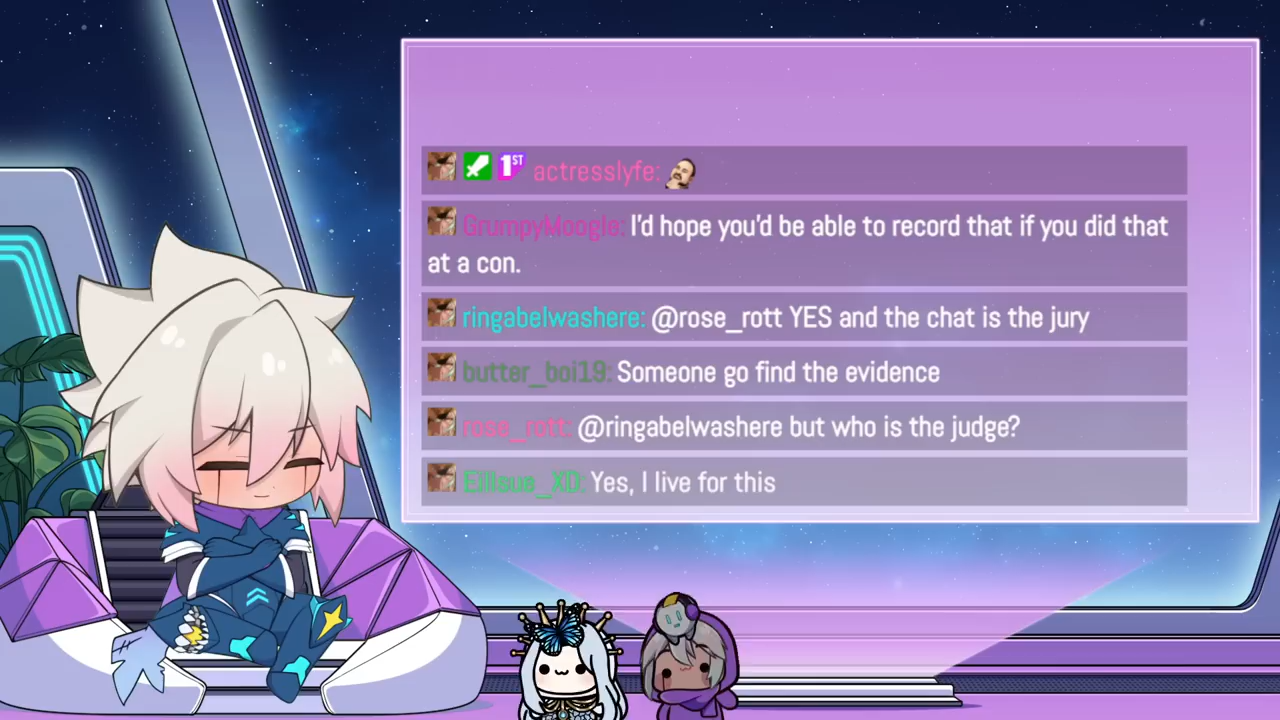 1ST actresslyfe:
GrumpyMoogle: I'd hope you'd be able to record that if you did that
at a con.
ringabelwashere: @rose_rott YES and the chat is the jury
butter_boi19: Someone go find the evidence
rose_rott: @ringabelwashere but who is the judge?
Eillsue_XD: Yes, I live for this